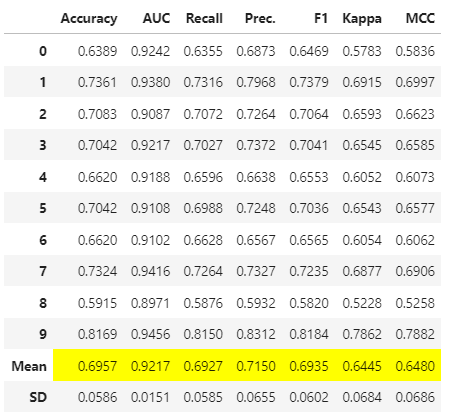 Accuracy AUC Recall Prec. F1 Kappa MCC
0 0.6389 0.9242 0.6355 0.6873 0.6469 0.5783 0.5836
1 0.7361 0.9380 0.7316 0.7968 0.7379 0.6915 0.6997
2 0.7083 0.9087 0.7072 0.7264 0.7064 0.6593 0.6623
3 0.7042 0.9217 0.7027 0.7372 0.7041 0.6545 0.6585
4 0.6620 0.9188 0.6596 0.6638 0.6553 0.6052 0.6073
5 0.7042 0.9108 0.6988 0.7248 0.7036 0.6543 0.6577
6 0.6620 0.9102 0.6628 0.6567 0.6565 0.6054 0.6062
7 0.7324 0.9416 0.7264 0.7327 0.7235 0.6877 0.6906
8 0.5915 0.8971 0.5876 0.5932 0.5820 0.5228 0.5258
9 0.8169 0.9456 0.8150 0.8312 0.8184 0.7862 0.7882
Mean 0.6957 0.9217 0.6927 0.7150 0.6935 0.6445 0.6480
SD 0.0586 0.0151 0.0585 0.0655 0.0602 0.0684 0.0686